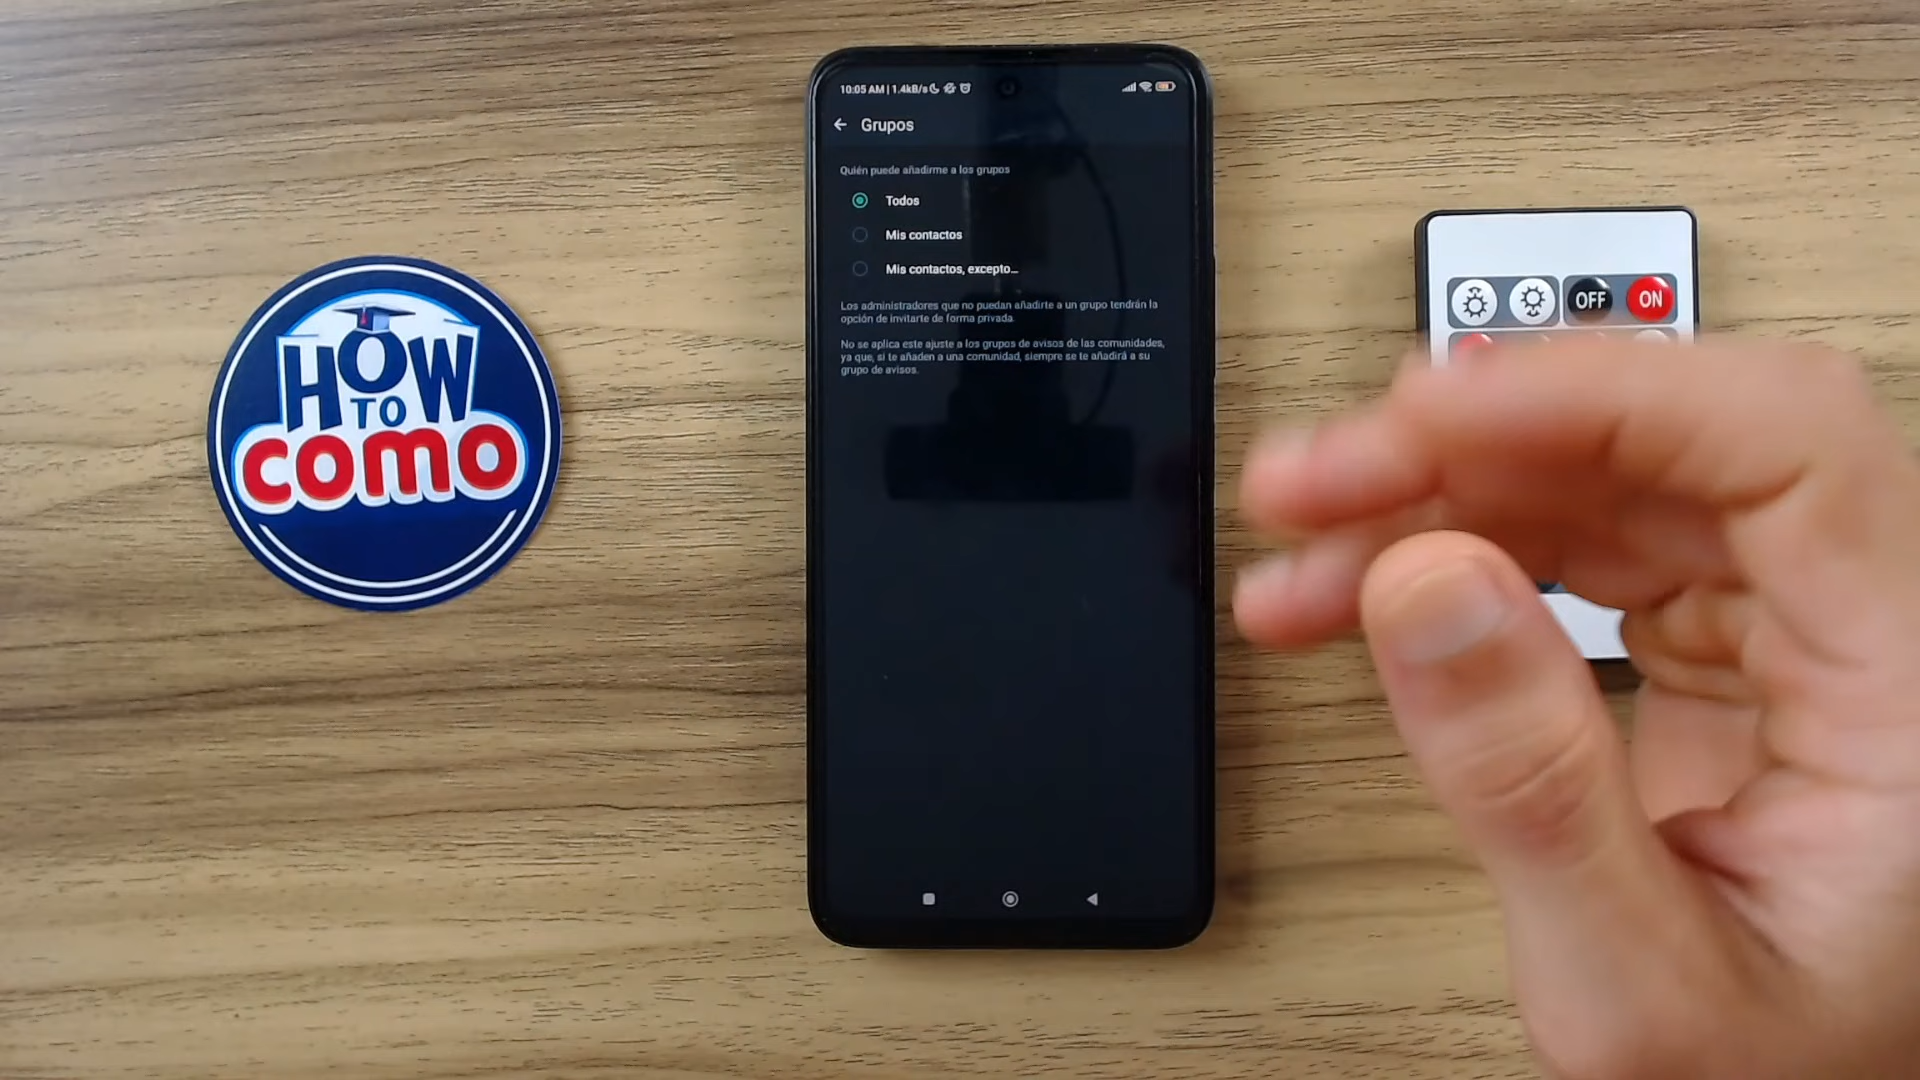 10:05 AM | 1.4kB/s
Grupos
Quién puede añadirme a los grupos
Todos
Mis contactos
Mis contactos, excepto...
Los administradores que no puedan añadirte a un grupo tendrán la
opción de invitarte de forma privada.
No se aplica este ajuste a los grupos de avisos de las comunidades,
ya que, si te añaden a una comunidad, siempre se te añadirá a su
grupo de avisos.
HOW
TO
COMO
OFF
ON